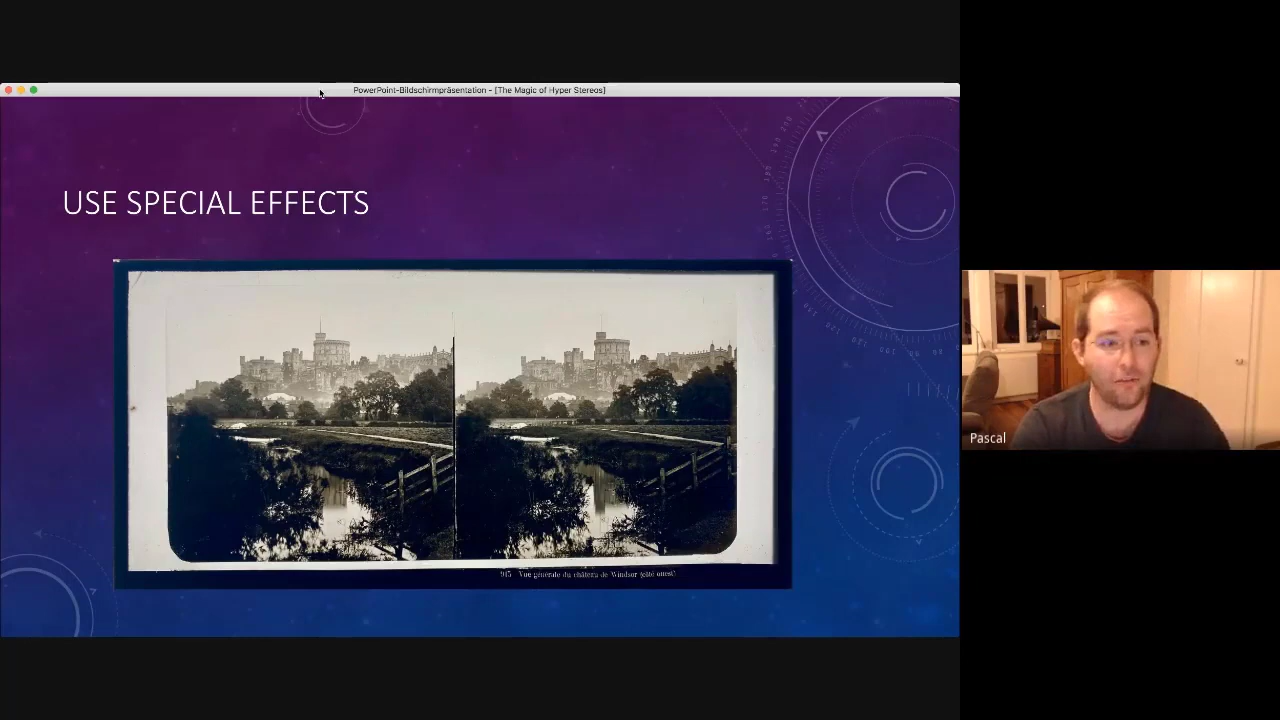 PowerPoint-Bildschirmpräsentation - [The Magic of Hyper Stereos]
USE SPECIAL EFFECTS
915 Vue générale du château de Windsor (côté ouest)
Pascal